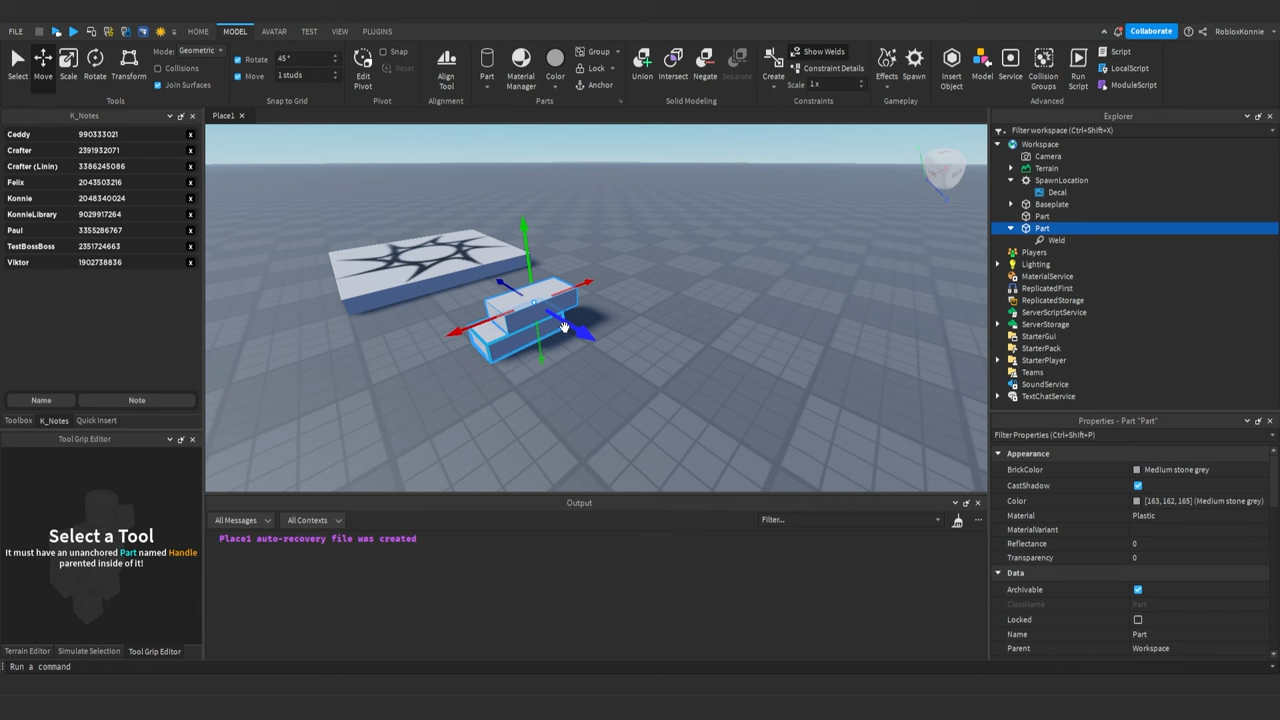 FILE HOME MODEL AVATAR TEST VIEW PLUGINS Collaborate RobloxKonnie
Select Move Scale Rotate Transform
Mode: Geometric
Collisions
Join Surfaces
Tools
Rotate 45°
Move 1 studs
Snap to Grid
Edit Pivot
Snap
Reset
Pivot
Align Tool
Alignment
Part Material Manager Color
Group
Lock
Anchor
Parts
Union Intersect Negate Separate
Solid Modeling
Create
Show Welds
Constraint Details
Scale 1 x
Constraints
Effects Spawn
Gameplay
Insert Object Model Service Collision Groups Run Script
Script
LocalScript
ModuleScript
Advanced
K_Notes
Ceddy 990333021 x
Crafter 2391932071 x
Crafter (Linin) 3386245086 x
Felix 2043503216 x
Konnie 2048340024 x
KonnieLibrary 9029917264 x
Paul 3355286767 x
TestBossBoss 2351724663 x
Viktor 1902738836 x
Name Note
Toolbox K_Notes Quick Insert
Tool Grip Editor
Select a Tool
It must have an unanchored Part named Handle
parented inside of it!
Terrain Editor Simulate Selection Tool Grip Editor
Run a command
Place1
Output
All Messages All Contexts Filter...
Place1 auto-recovery file was created
Explorer
Filter workspace (Ctrl+Shift+X)
Workspace
Camera
Terrain
SpawnLocation
Decal
Baseplate
Part
Part
Weld
Players
Lighting
MaterialService
ReplicatedFirst
ReplicatedStorage
ServerScriptService
ServerStorage
StarterGui
StarterPack
StarterPlayer
Teams
SoundService
TextChatService
Properties - Part "Part"
Filter Properties (Ctrl+Shift+P)
Appearance
BrickColor Medium stone grey
CastShadow
Color [163, 162, 165] (Medium stone grey)
Material Plastic
MaterialVariant
Reflectance 0
Transparency 0
Data
Archivable
ClassName Part
Locked
Name Part
Parent Workspace